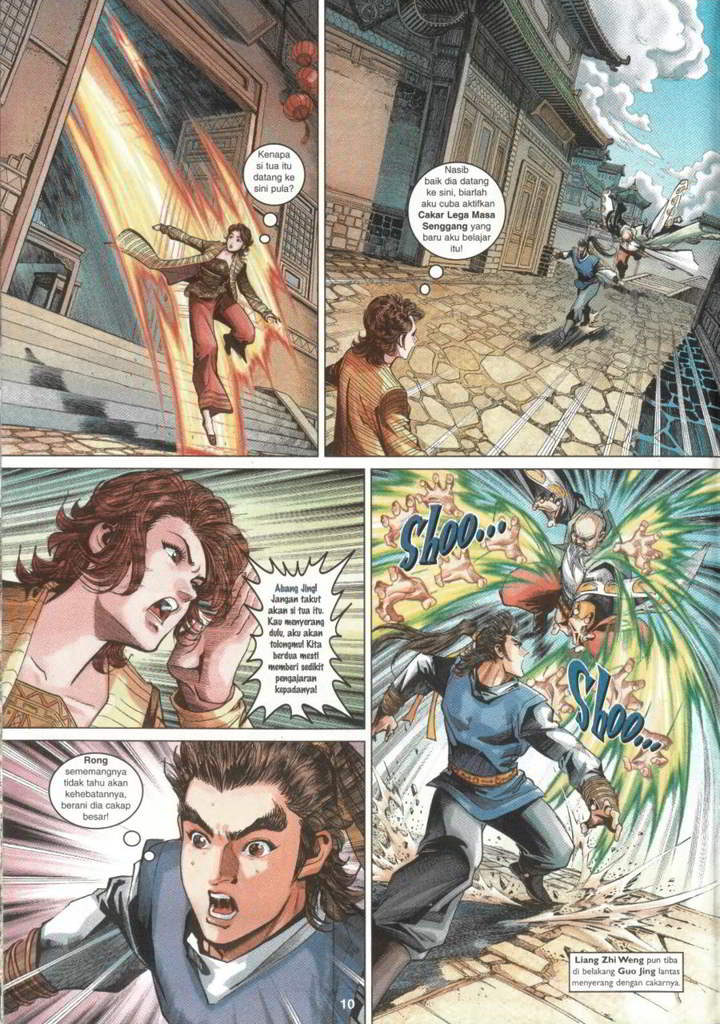 Kenapa
si tua itu
datang ke
sini pula?
Nasib
baik dia datang
ke sini, biarlah
aku cuba aktifkan
Cakar Lega Masa
Senggang yang
baru aku belajar
itu!
Abang Jing!
Jangan takut
akan si tua itu.
Kau menyerang
dulu, aku akan
tolongmu! Kita
berdua mesti
memberi sedikit
pengajaran
kepadanya!
Shoo...
Shoo...
Rong
sememangnya
tidak tahu akan
kehebatannya,
berani dia cakap
besar!
Liang Zhi Weng pun tiba
di belakang Guo Jing lantas
menyerang dengan cakarnya.
10